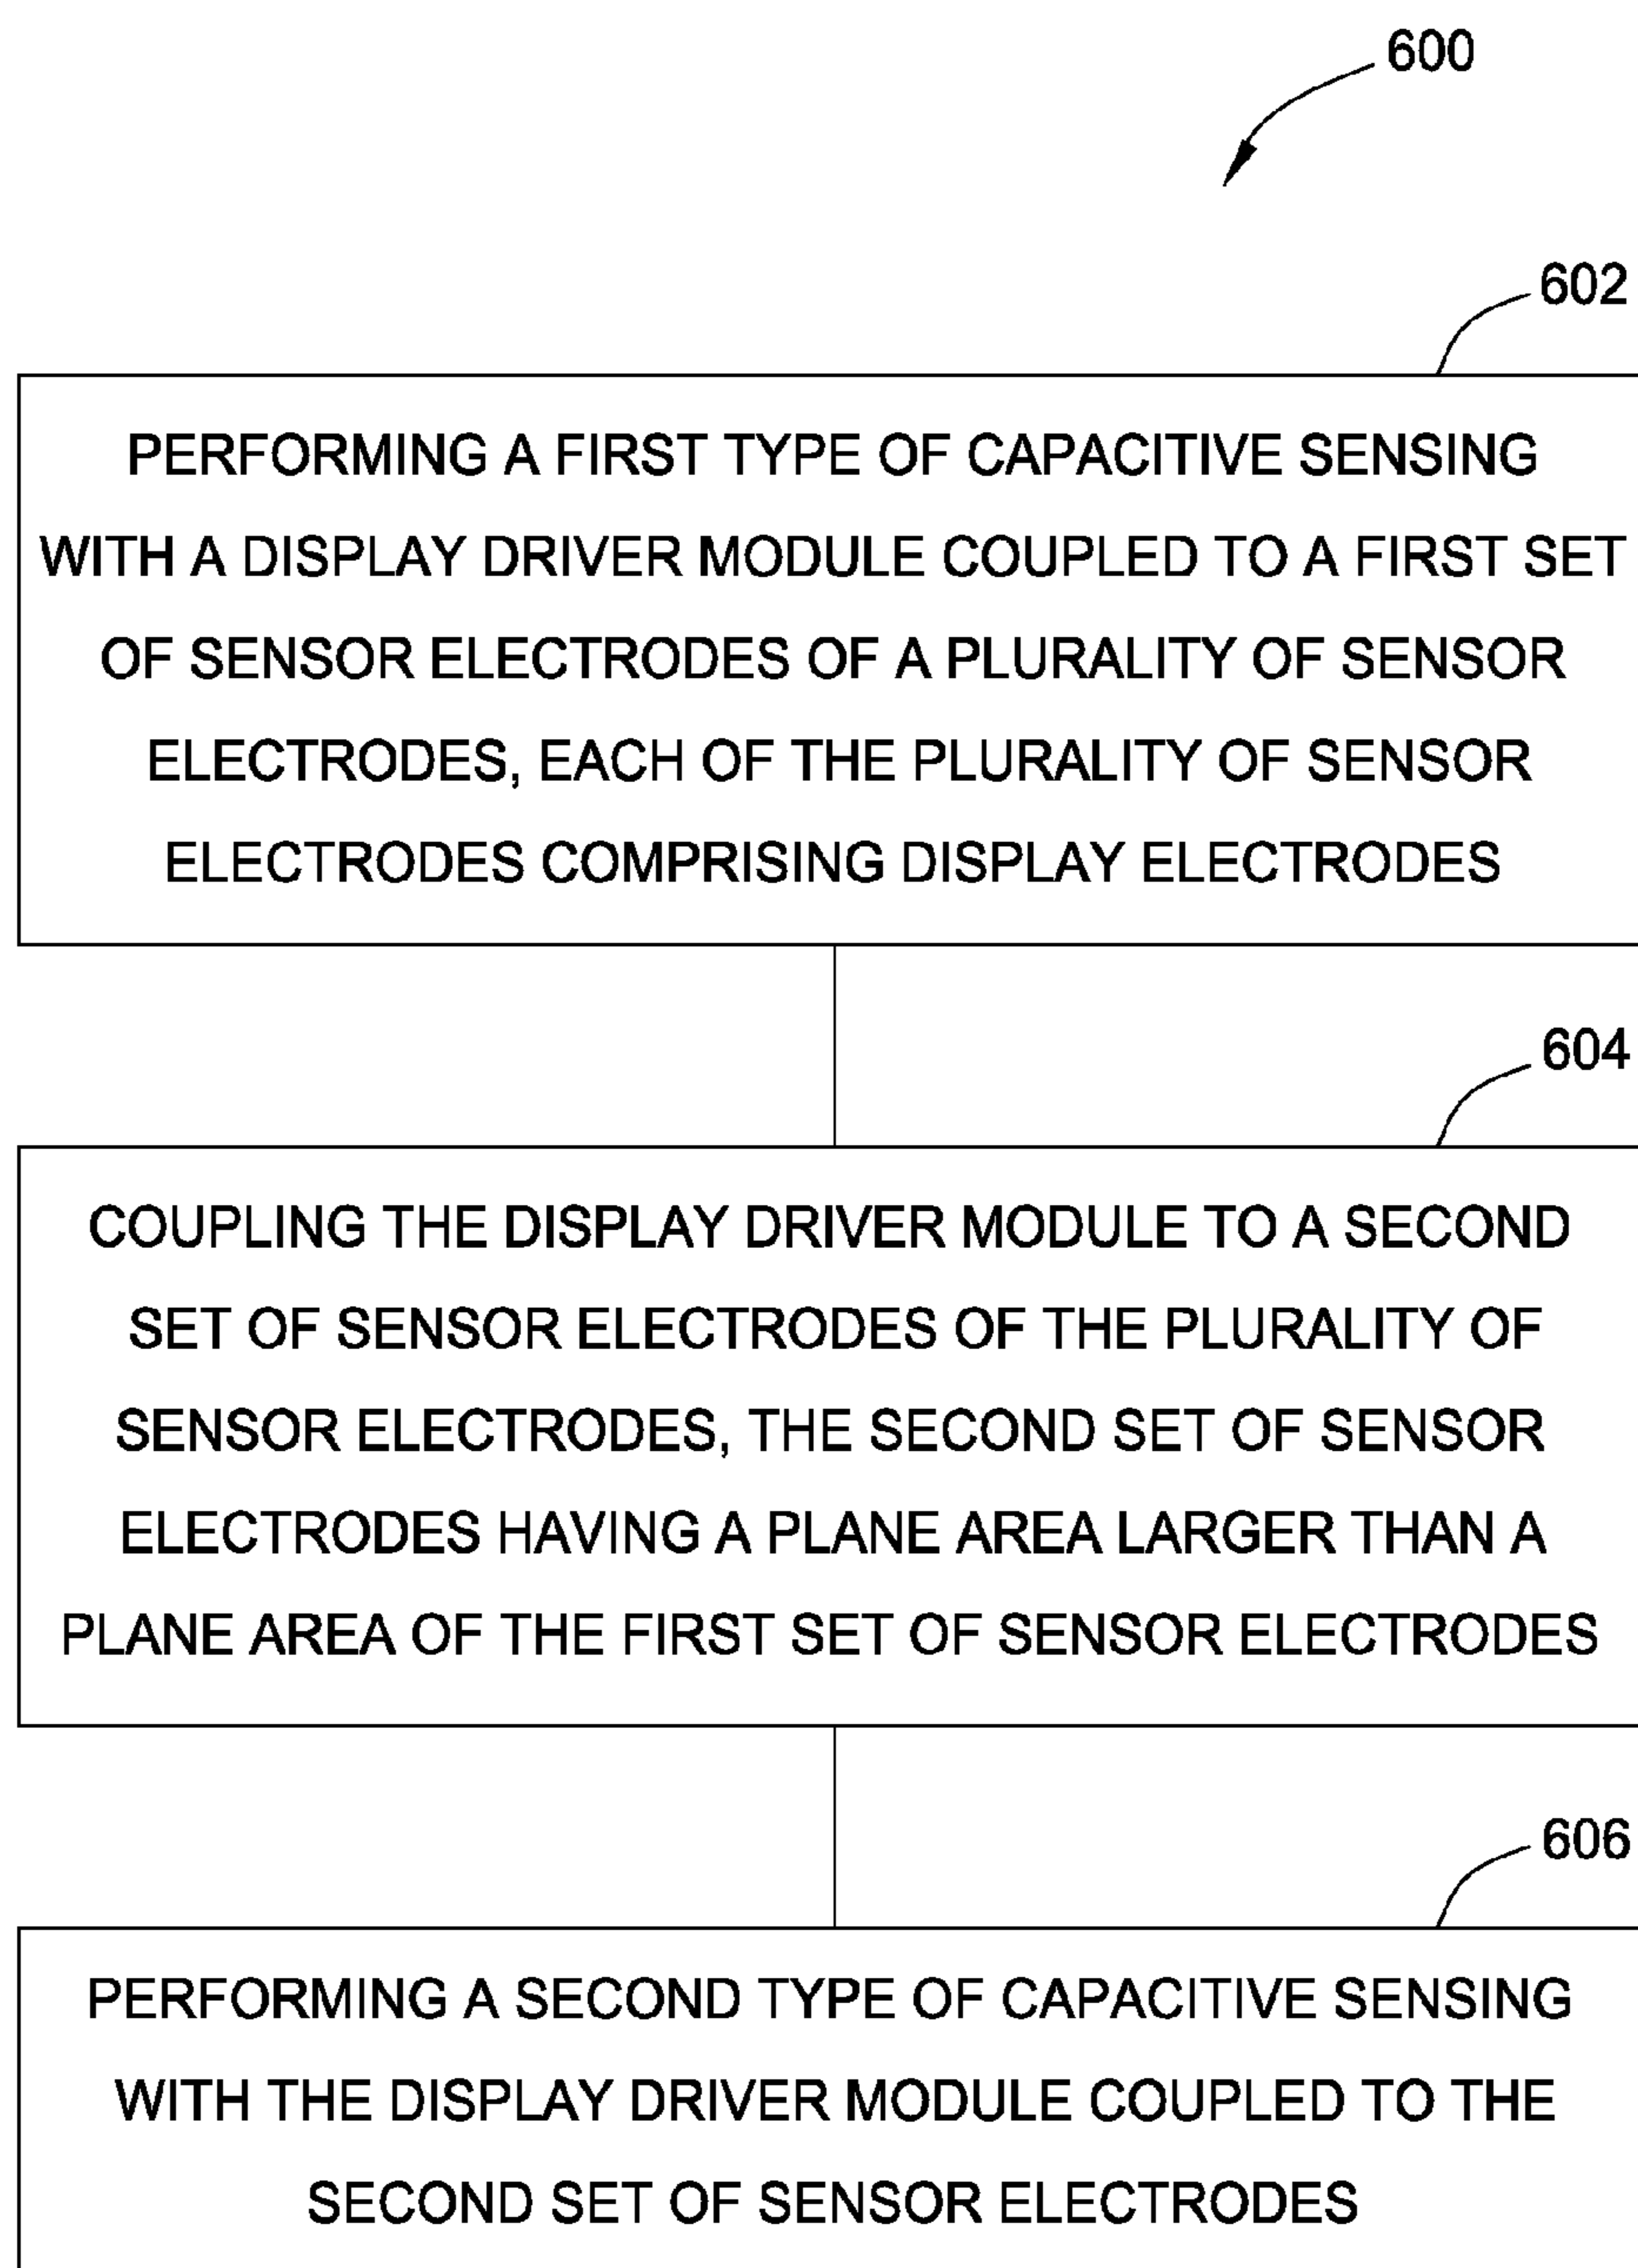 600
602
PERFORMING A FIRST TYPE OF CAPACITIVE SENSING
WITH A DISPLAY DRIVER MODULE COUPLED TO A FIRST SET
OF SENSOR ELECTRODES OF A PLURALITY OF SENSOR
ELECTRODES, EACH OF THE PLURALITY OF SENSOR
ELECTRODES COMPRISING DISPLAY ELECTRODES
604
COUPLING THE DISPLAY DRIVER MODULE TO A SECOND
SET OF SENSOR ELECTRODES OF THE PLURALITY OF
SENSOR ELECTRODES, THE SECOND SET OF SENSOR
ELECTRODES HAVING A PLANE AREA LARGER THAN A
PLANE AREA OF THE FIRST SET OF SENSOR ELECTRODES
606
PERFORMING A SECOND TYPE OF CAPACITIVE SENSING
WITH THE DISPLAY DRIVER MODULE COUPLED TO THE
SECOND SET OF SENSOR ELECTRODES